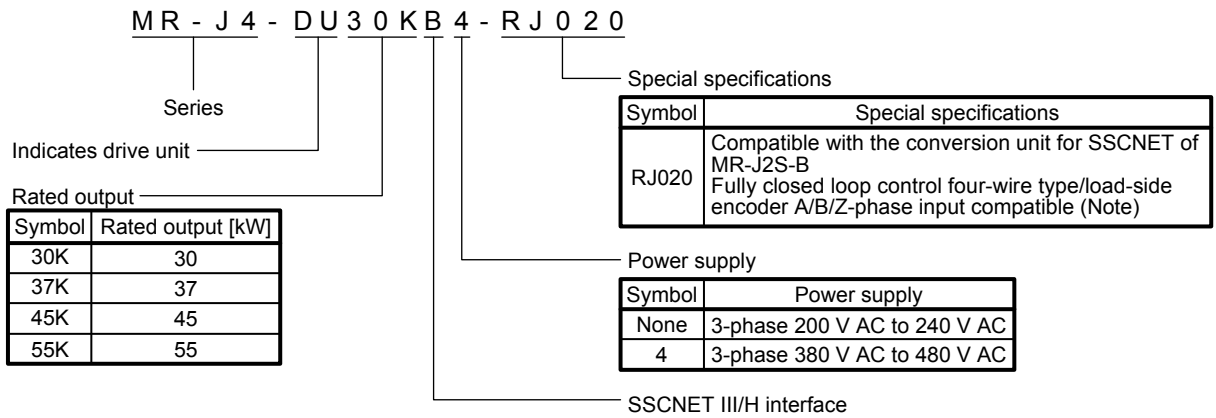 MR-J4-DU30KB4-RJ020
Series
Indicates drive unit
Rated output
Symbol Rated output [kW]
30K 30
37K 37
45K 45
55K 55
Special specifications
Symbol Special specifications
RJ020 Compatible with the conversion unit for SSCNET of
MR-J2S-B
Fully closed loop control four-wire type/load-side
encoder A/B/Z-phase input compatible (Note)
Power supply
Symbol Power supply
None 3-phase 200 V AC to 240 V AC
4 3-phase 380 V AC to 480 V AC
SSCNET III/H interface